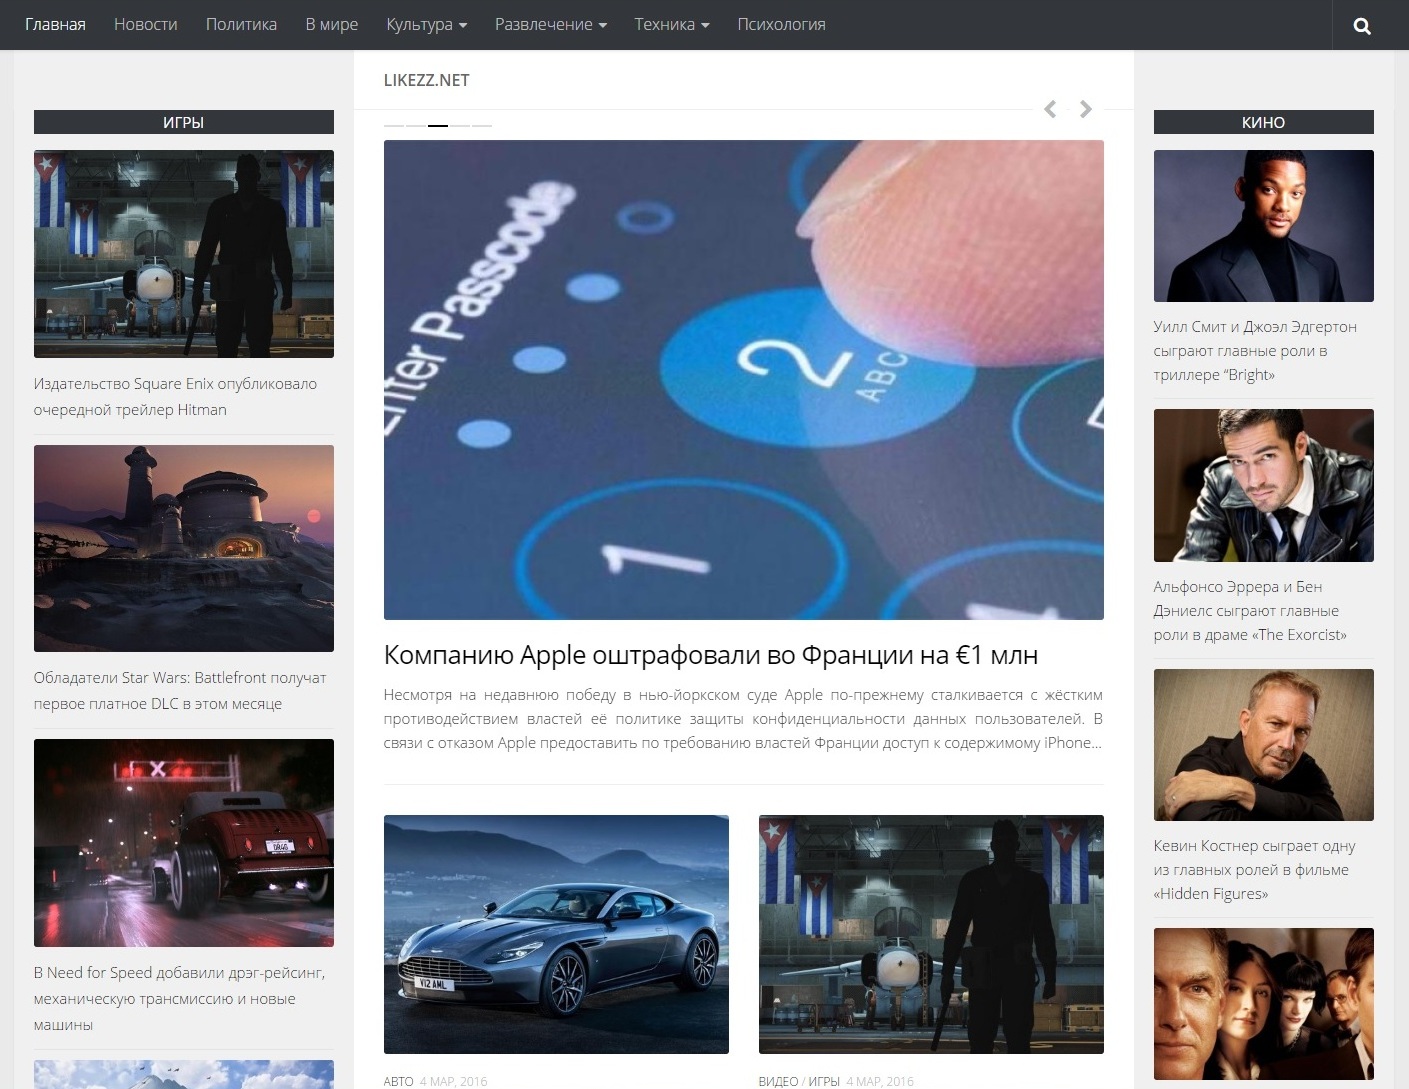 Главная Новости Политика В мире Культура Развлечение Техника Психология
LIKEZZ.NET
ИГРЫ
Издательство Square Enix опубликовало
очередной трейлер Hitman
Обладатели Star Wars: Battlefront получат
первое платное DLC в этом месяце
X
DR4G
В Need for Speed добавили дрэг-рейсинг,
механическую трансмиссию и новые
машины
Enter Passcode
2
ABC
1
Компанию Apple оштрафовали во Франции на €1 млн
Несмотря на недавнюю победу в нью-йоркском суде Apple по-прежнему сталкивается с жёстким
противодействием властей её политике защиты конфиденциальности данных пользователей. В
связи с отказом Apple предоставить по требованию властей Франции доступ к содержимому iPhone...
V12 AML
АВТО 4 МАР, 2016
ВИДЕО / ИГРЫ 4 МАР, 2016
КИНО
Уилл Смит и Джоэл Эдгертон
сыграют главные роли в
триллере “Bright»
Альфонсо Эррера и Бен
Дэниелс сыграют главные
роли в драме «The Exorcist»
Кевин Костнер сыграет одну
из главных ролей в фильме
«Hidden Figures»